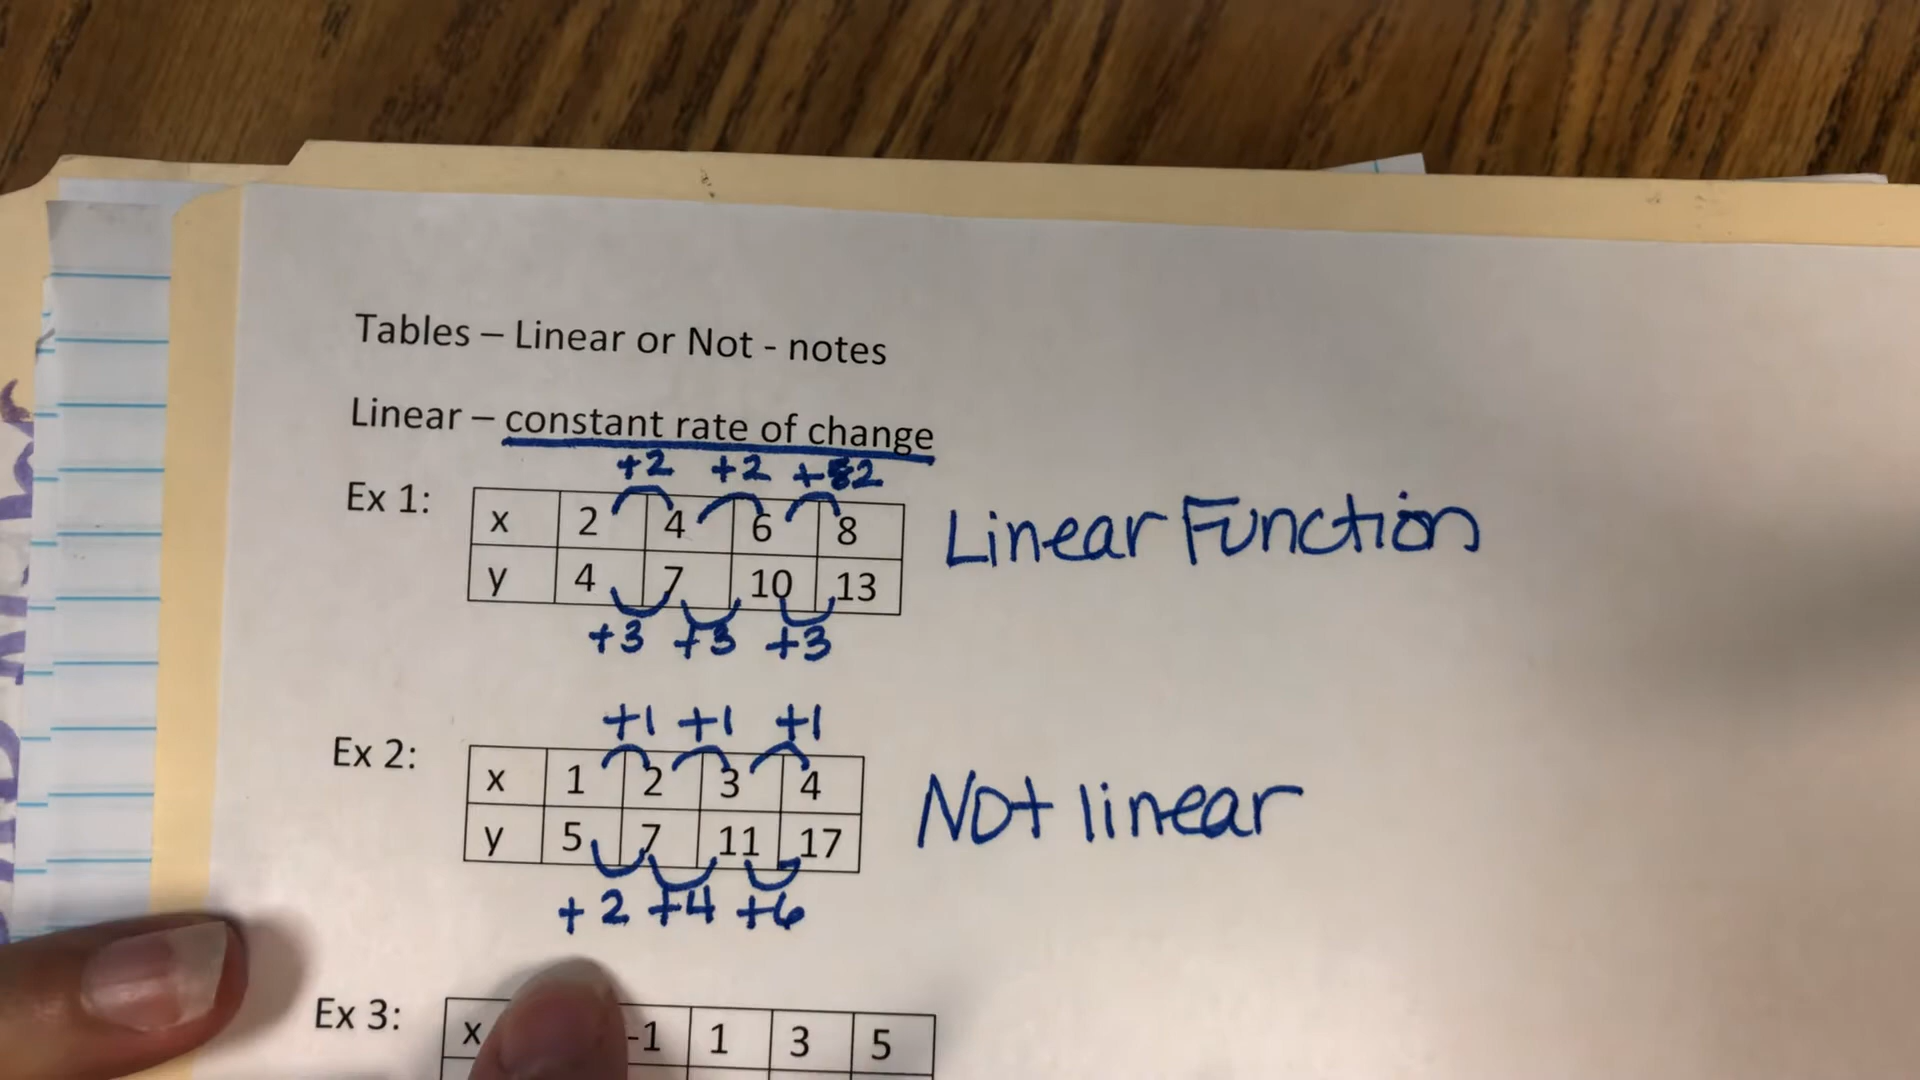 Tables – Linear or Not - notes
Linear – constant rate of change
+2 +2 +2
Ex 1:
x 2 4 6 8
Linear Function
y 4 7 10 13
+3 +3 +3
+1 +1 +1
Ex 2:
x 1 2 3 4
Not linear
y 5 7 11 17
+2 +4 +6
Ex 3:
x -1 1 3 5